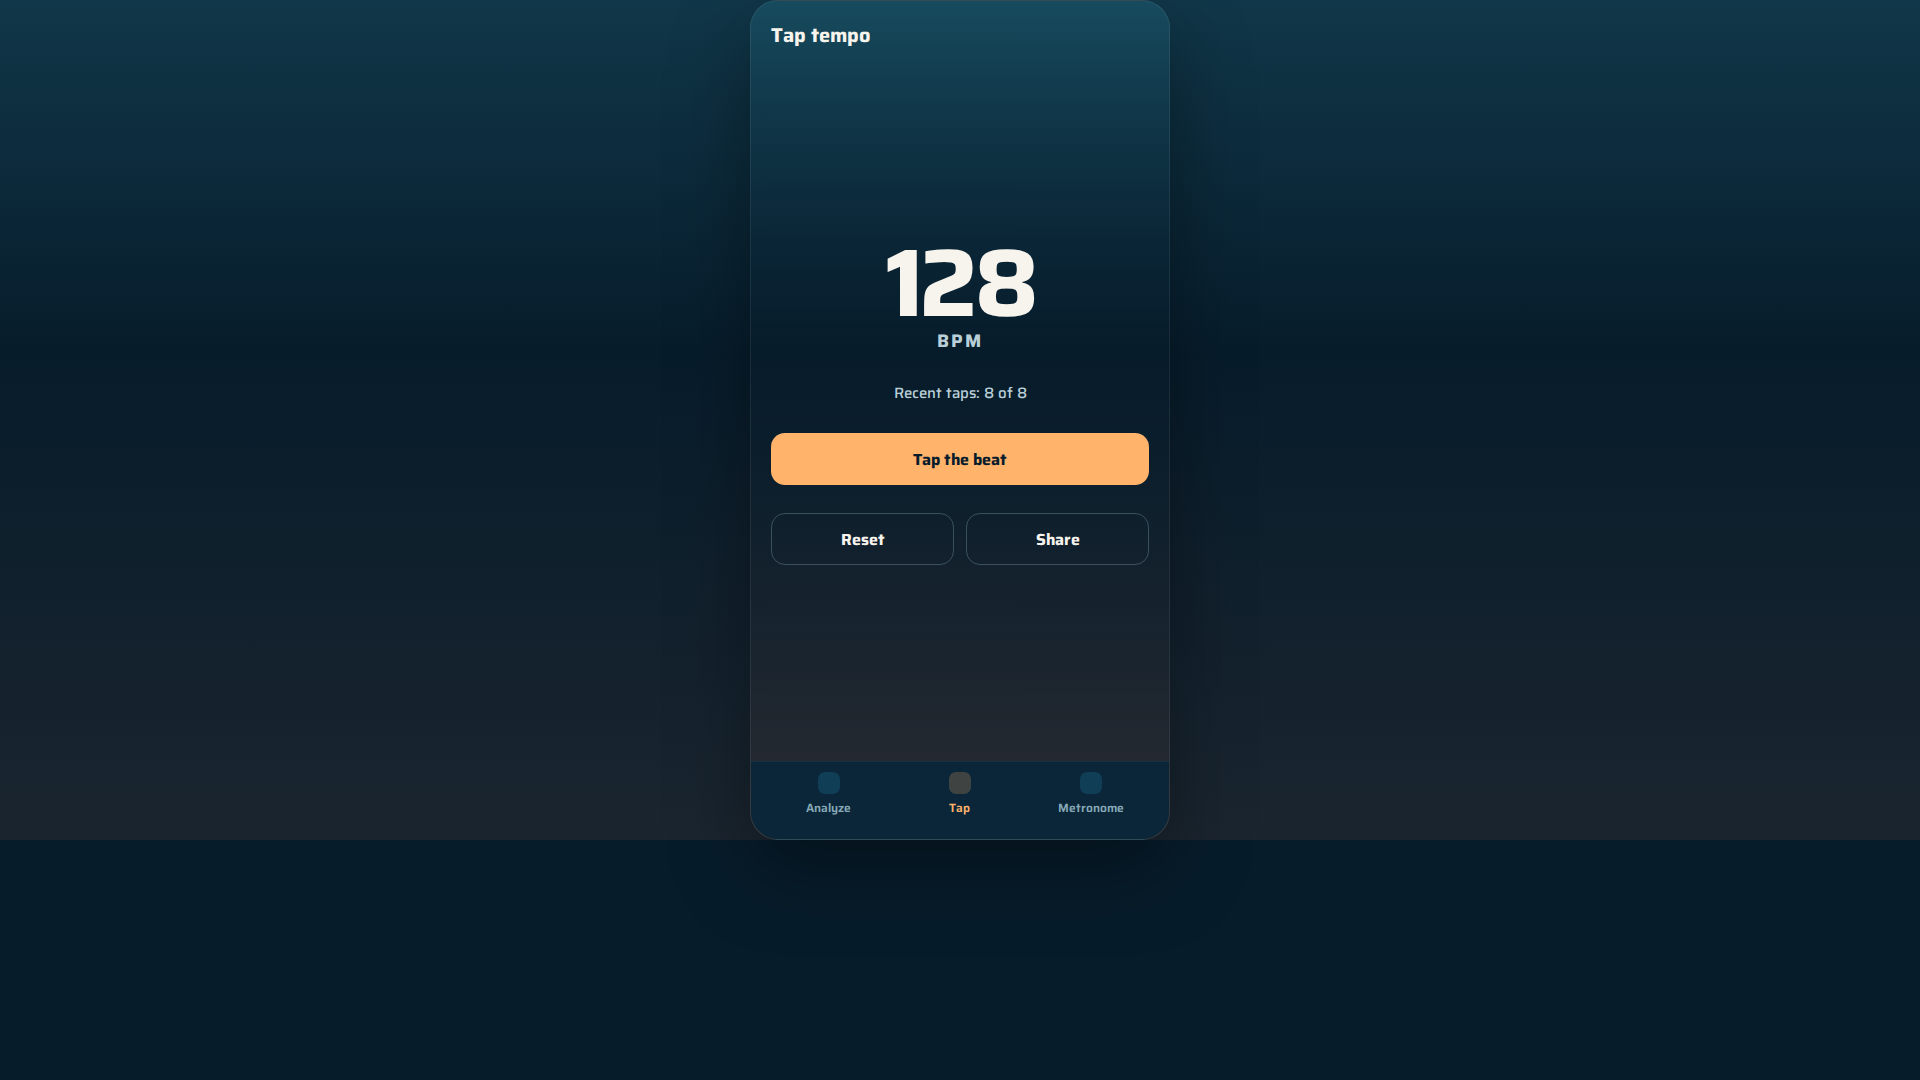 Tap tempo
128
BPM
Recent taps: 8 of 8
Tap the beat
Reset
Share
Analyze
Tap
Metronome